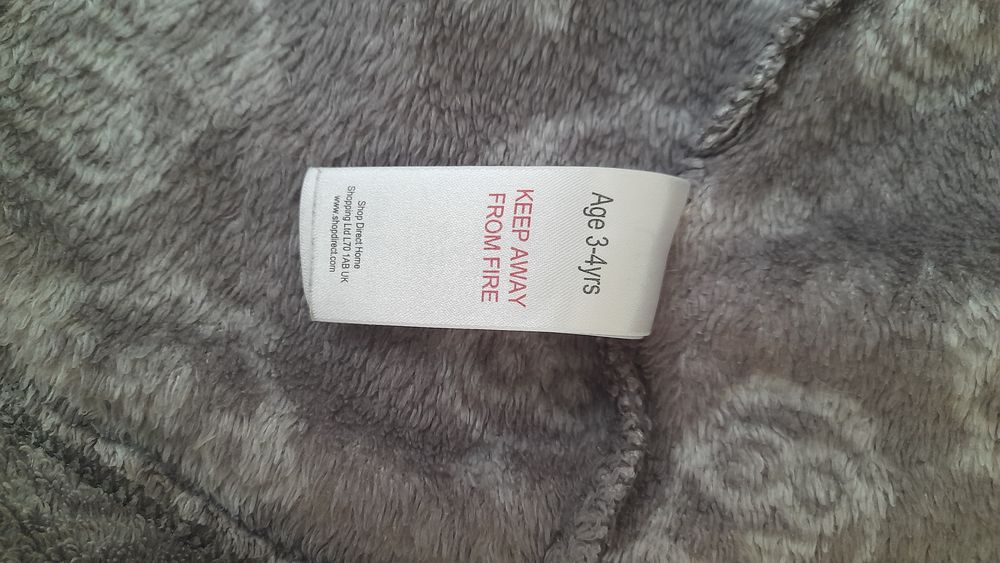 Age 3-4yrs
KEEP AWAY
FROM FIRE
Shop Direct Home
Shopping Ltd L70 1AB UK
www.shopdirect.com